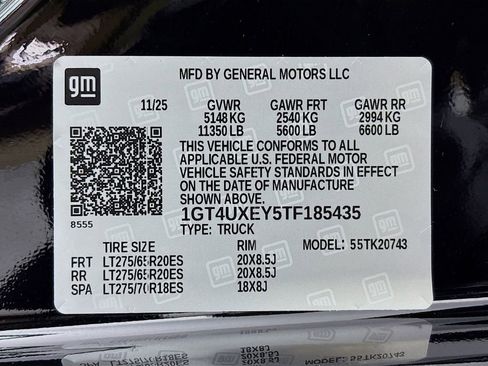 gm
MFD BY GENERAL MOTORS LLC
11/25 GVWR GAWR FRT GAWR RR
5148 KG 2540 KG 2994 KG
11350 LB 5600 LB 6600 LB
THIS VEHICLE CONFORMS TO ALL
APPLICABLE U.S. FEDERAL MOTOR
VEHICLE SAFETY STANDARDS IN EFFECT
ON THE DATE OF MANUFACTURE
SHOWN ABOVE.
8555
1GT4UXEY5TF185435
TYPE: TRUCK
TIRE SIZE RIM MODEL: 55TK20743
FRT LT275/65R20ES 20X8.5J
RR LT275/65R20ES 20X8.5J
SPA LT275/70R18ES 18X8J